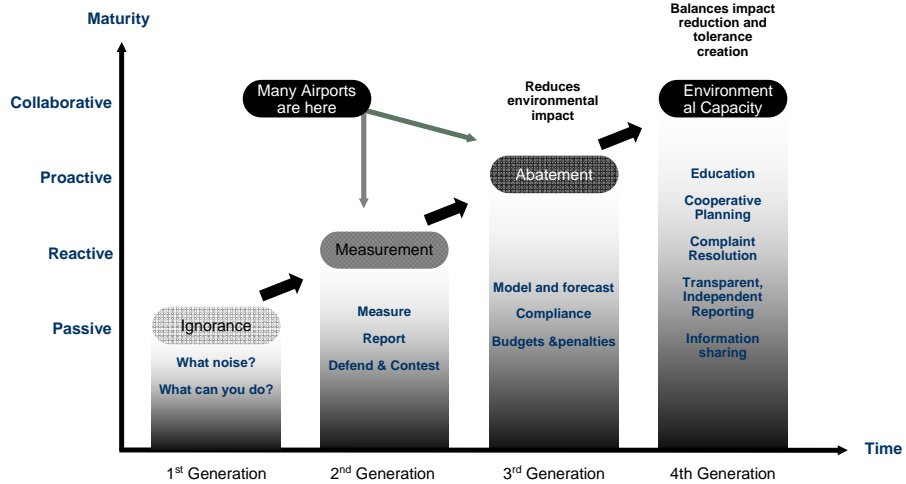 Maturity
Balances impact
reduction and
tolerance
creation
Collaborative
Many Airports
are here
Reduces
environmental
impact
Environment
al Capacity
Proactive
Abatement
Education
Cooperative
Planning
Reactive
Measurement
Complaint
Resolution
Model and forecast
Transparent,
Independent
Reporting
Passive
Ignorance
Measure
Compliance
Report
Budgets &penalties
Information
sharing
What noise?
Defend & Contest
What can you do?
Time
1st Generation
2nd Generation
3rd Generation
4th Generation